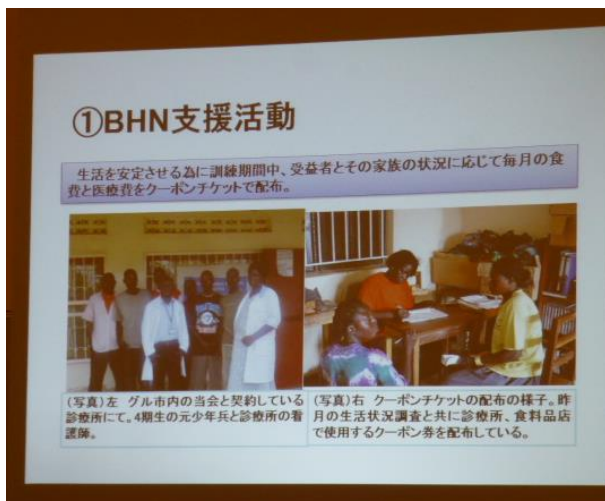 ①BHN支援活動
生活を安定させる為に訓練期間中、受益者とその家族の状況に応じて毎月の食
費と医療費をクーポンチケットで配布。
(写真)左 グル市内の当会と契約している
診療所にて。4期生の元少年兵と診療所の看
護師。
(写真)右 クーポンチケットの配布の様子。昨
月の生活状況調査と共に診療所、食料品店
で使用するクーポン券を配布している。